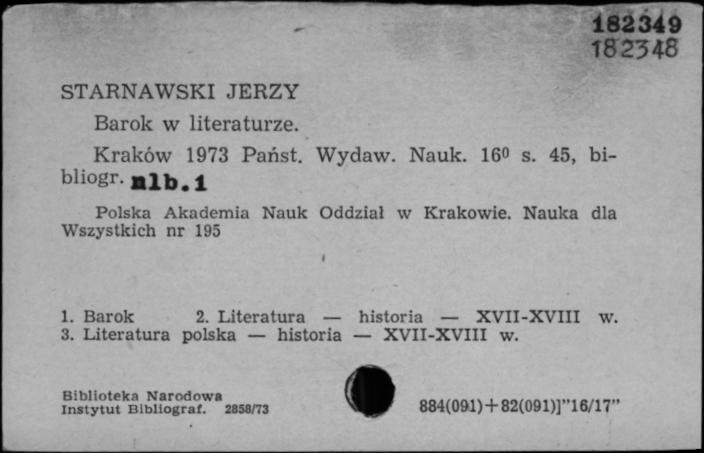 182349
182348
STARNAWSKI JERZY
Barok w literaturze.
Kraków 1973 Państ. Wydaw. Nauk. 16⁰ s. 45, bi-
bliogr. nlb.1
Polska Akademia Nauk Oddział w Krakowie. Nauka dla
Wszystkich nr 195
1. Barok 2. Literatura — historia — XVII-XVIII w.
3. Literatura polska — historia — XVII-XVIII w.
Biblioteka Narodowa
Instytut Bibliograf. 2858/73
884(091)+82(091)]"16/17"